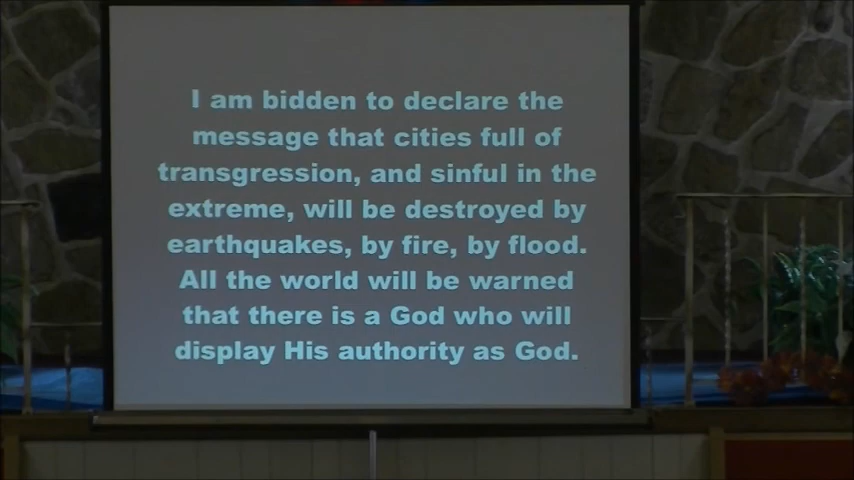 I am bidden to declare the
message that cities full of
transgression, and sinful in the
extreme, will be destroyed by
earthquakes, by fire, by flood.
All the world will be warned
that there is a God who will
display His authority as God.